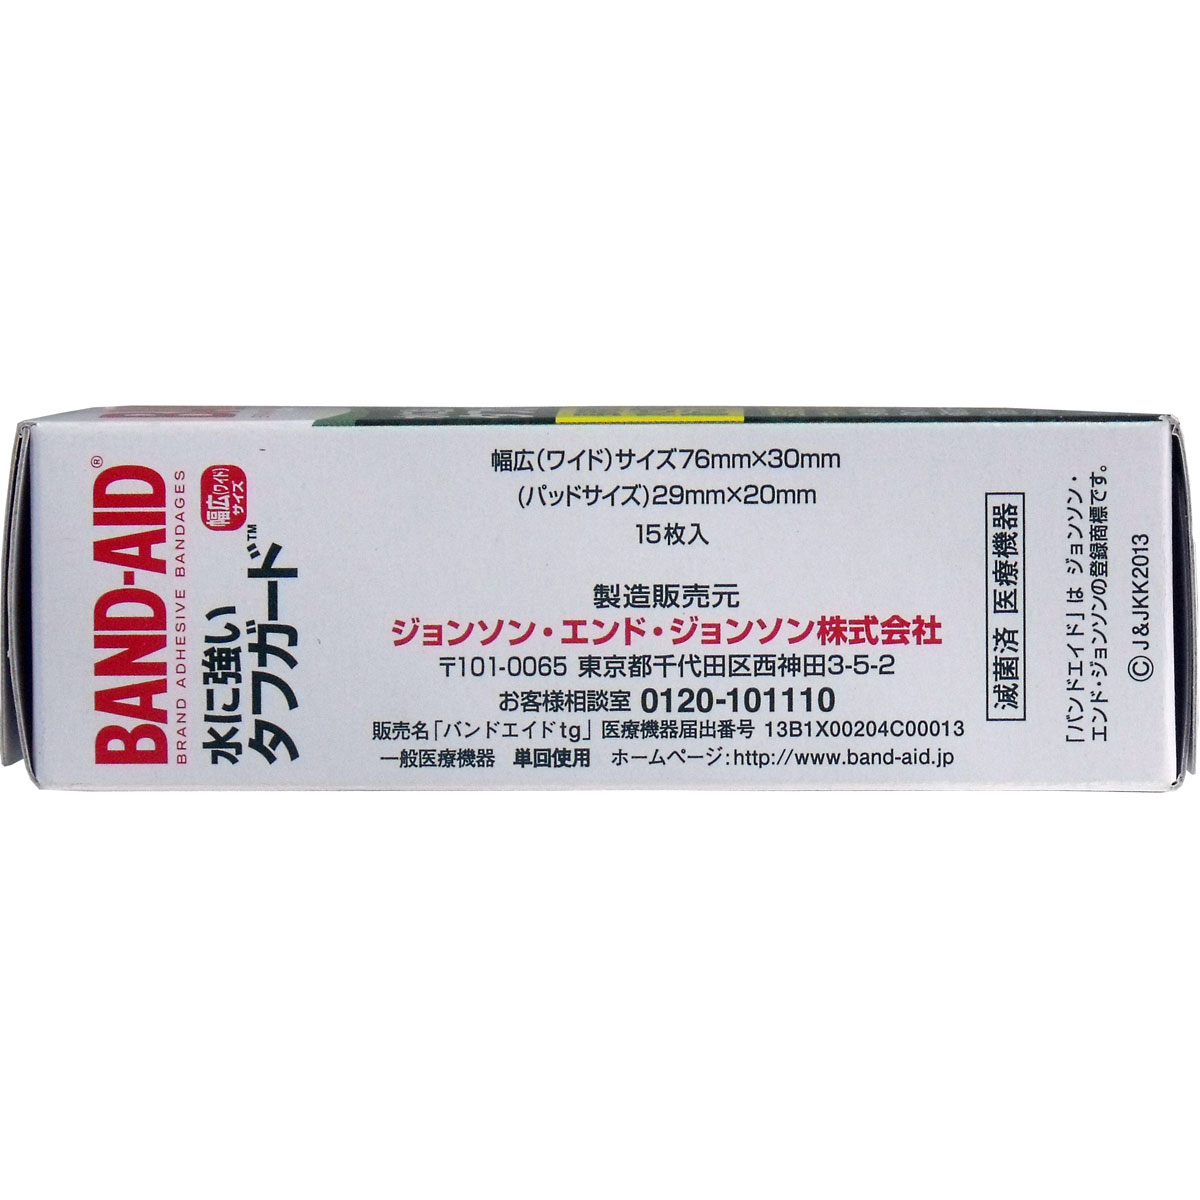 BAND-AID®
BRAND ADHESIVE BANDAGES
水に強い
タフガード™
幅広(ワイド)
サイズ
幅広(ワイド)サイズ76mm×30mm
(パッドサイズ)29mm×20mm
15枚入
製造販売元
ジョンソン・エンド・ジョンソン株式会社
〒101-0065 東京都千代田区西神田3-5-2
お客様相談室 0120-101110
販売名「バンドエイドtg」医療機器届出番号 13B1X00204C00013
一般医療機器 単回使用 ホームページ:http://www.band-aid.jp
滅菌済 医療機器
「バンドエイド」は ジョンソン・
エンド・ジョンソンの登録商標です。
Ⓒ J&JKK2013